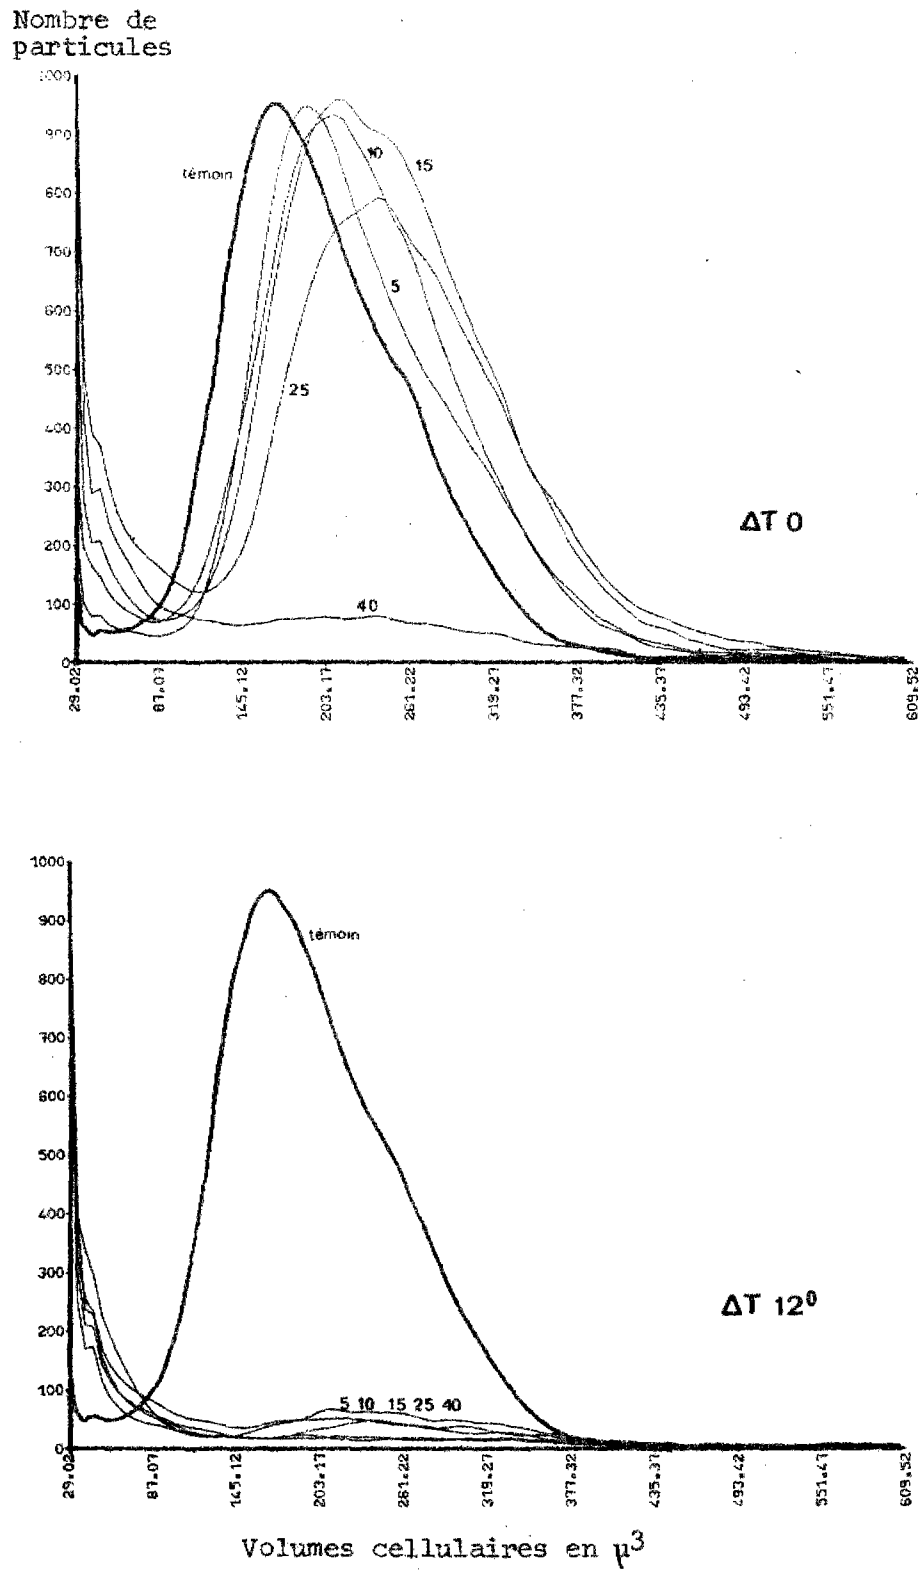 Nombre de
particules
1000
900
600
700
600
500
400
300
200
100
0
témoin
10
15
5
25
40
ΔT 0
29.02 87.07 145.12 203.17 261.22 319.27 377.32 435.37 493.42 551.47 609.52
1000
900
800
700
600
500
400
300
200
100
0
témoin
5 10 15 25 40
ΔT 12⁰
29.02 87.07 145.12 203.17 261.22 319.27 377.32 435.37 493.42 551.47 609.52
Volumes cellulaires en μ³